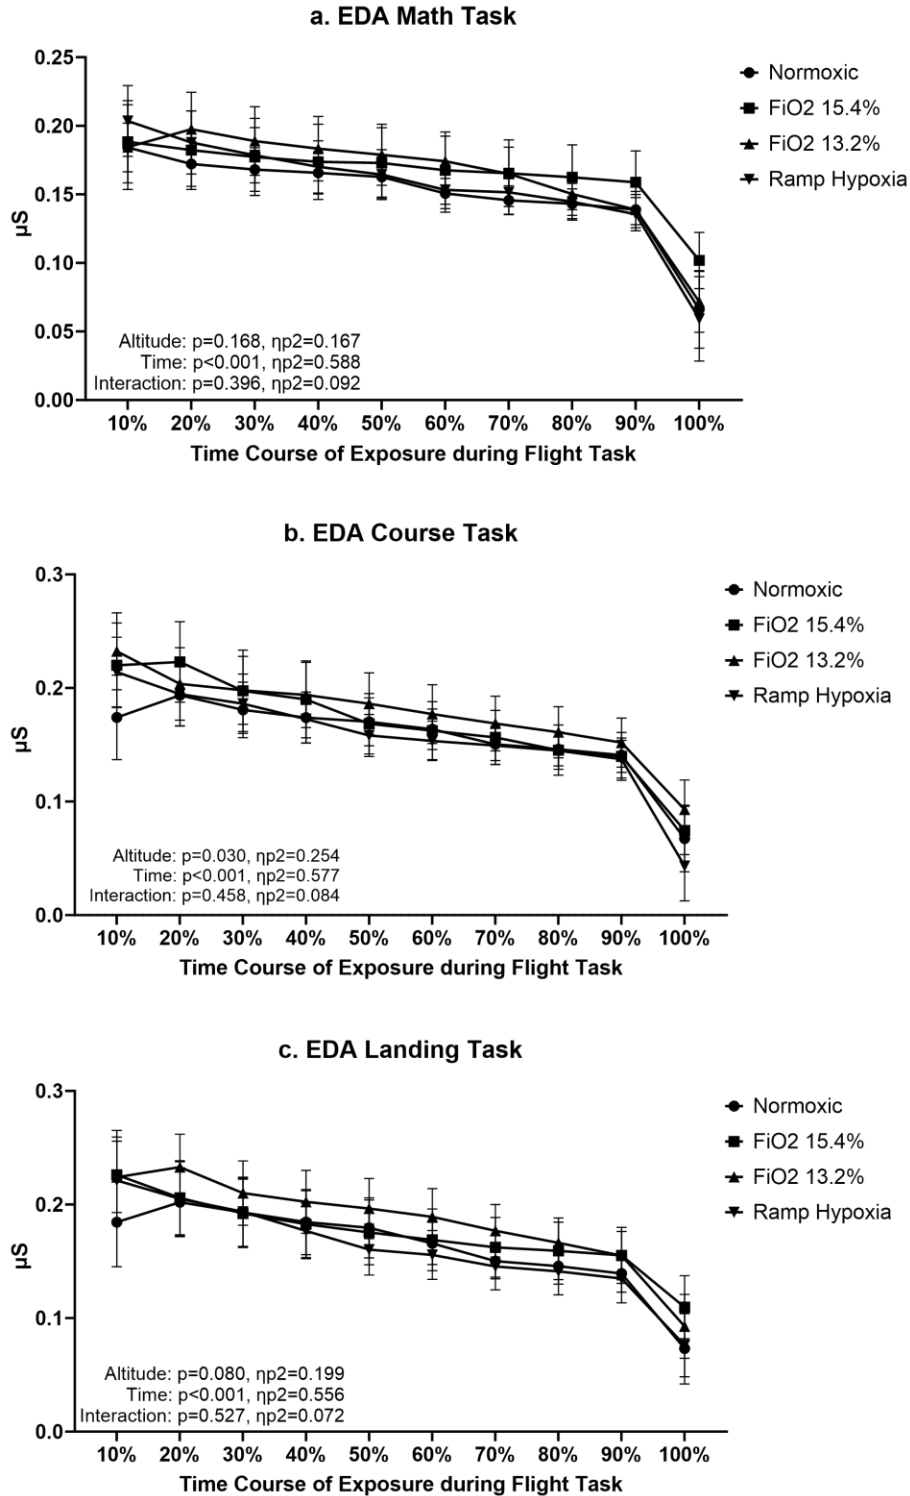 a. EDA Math Task
0.25
0.20
0.15
0.10
0.05
0.00
µS
Normoxic
FiO2 15.4%
FiO2 13.2%
Ramp Hypoxia
Altitude: p=0.168, ηp2=0.167
Time: p<0.001, ηp2=0.588
Interaction: p=0.396, ηp2=0.092
10% 20% 30% 40% 50% 60% 70% 80% 90% 100%
Time Course of Exposure during Flight Task
b. EDA Course Task
0.3
0.2
0.1
0.0
µS
Normoxic
FiO2 15.4%
FiO2 13.2%
Ramp Hypoxia
Altitude: p=0.030, ηp2=0.254
Time: p<0.001, ηp2=0.577
Interaction: p=0.458, ηp2=0.084
10% 20% 30% 40% 50% 60% 70% 80% 90% 100%
Time Course of Exposure during Flight Task
c. EDA Landing Task
0.3
0.2
0.1
0.0
µS
Normoxic
FiO2 15.4%
FiO2 13.2%
Ramp Hypoxia
Altitude: p=0.080, ηp2=0.199
Time: p<0.001, ηp2=0.556
Interaction: p=0.527, ηp2=0.072
10% 20% 30% 40% 50% 60% 70% 80% 90% 100%
Time Course of Exposure during Flight Task